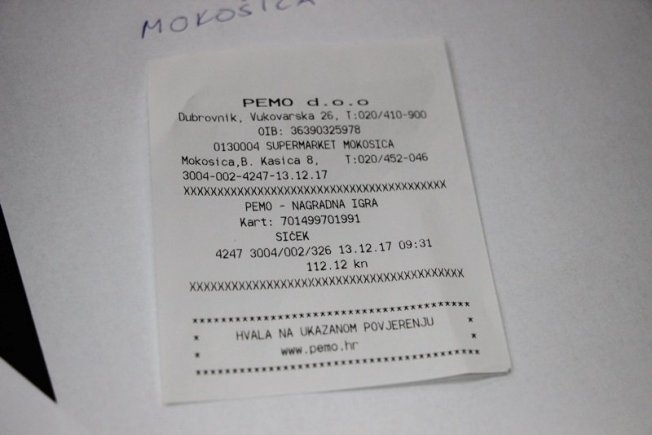 MOKOŠICA
PEMO d.o.o
Dubrovnik, Vukovarska 26, T:020/410-900
OIB: 36390325978
0130004 SUPERMARKET MOKOSICA
Mokosica,B. Kasica 8, T:020/452-046
3004-002-4247-13.12.17
XXXXXXXXXXXXXXXXXXXXXXXXXXXXXXXXXXXXXXXX
PEMO - NAGRADNA IGRA
Kart: 701499701991
SIČEK
4247 3004/002/326 13.12.17 09:31
112.12 kn
XXXXXXXXXXXXXXXXXXXXXXXXXXXXXXXXXXXXXXXX
****************************************
* HVALA NA UKAZANOM POVJERENJU *
* www.pemo.hr *
****************************************